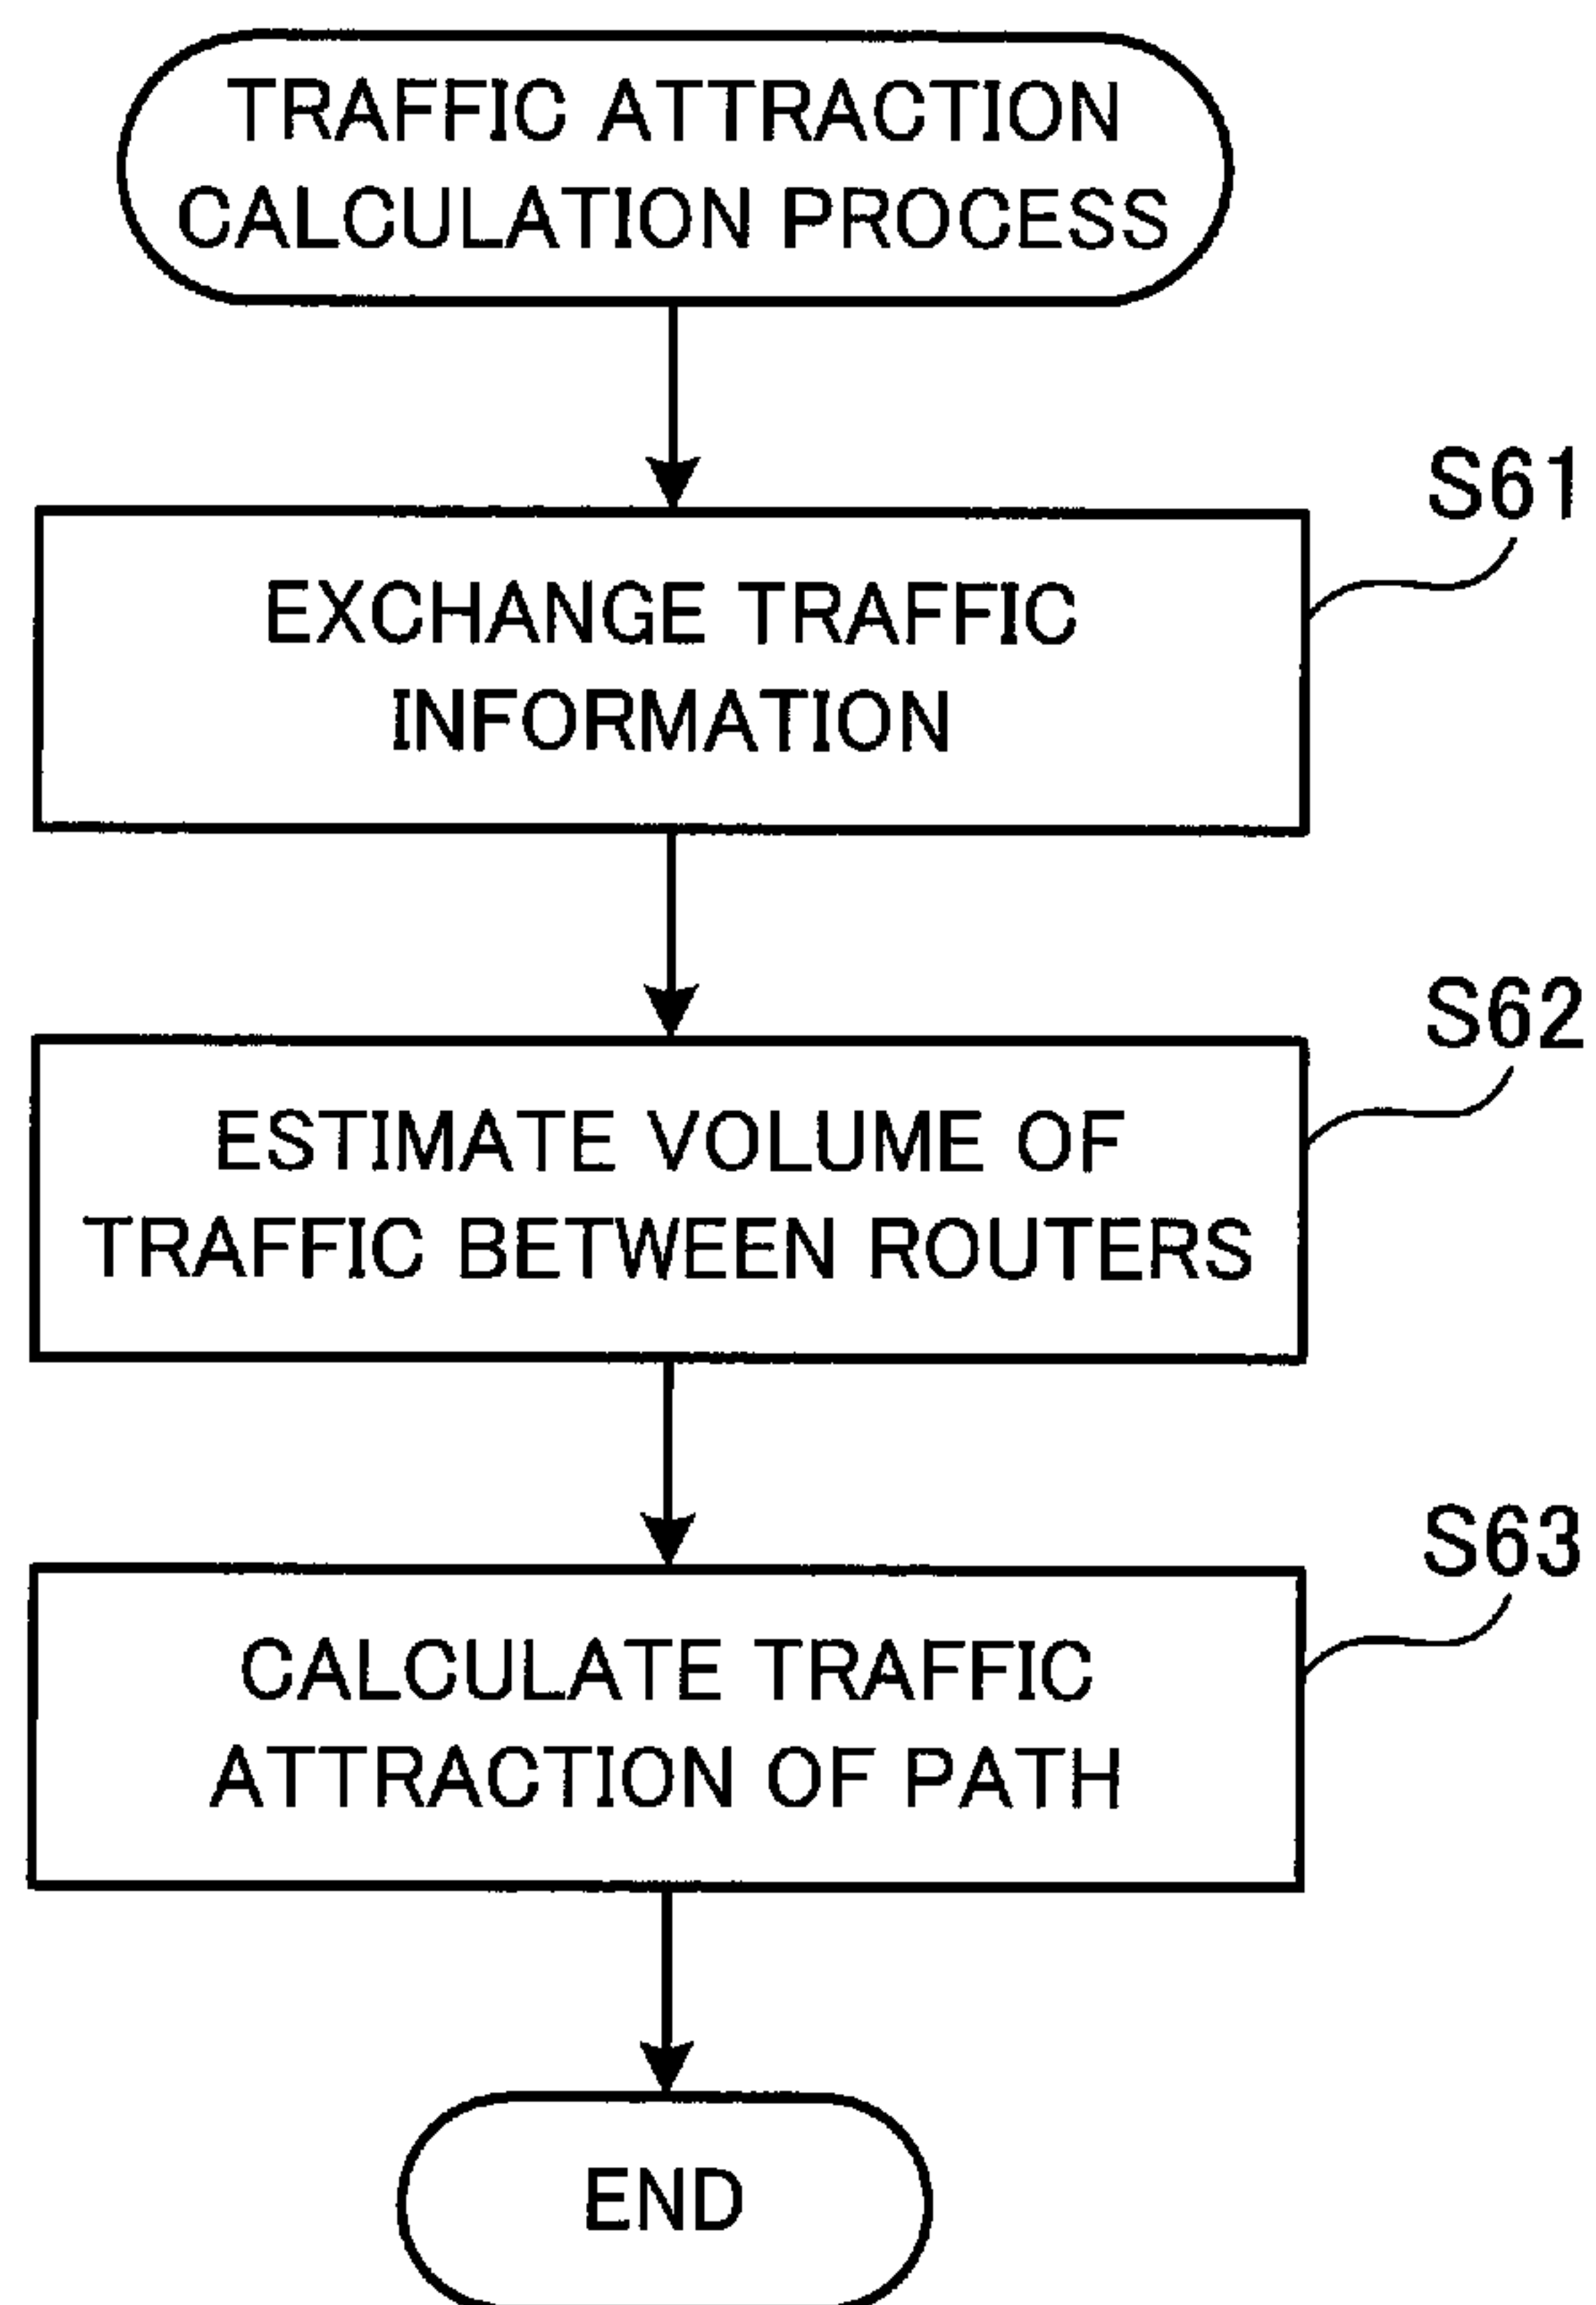 TRAFFIC ATTRACTION
CALCULATION PROCESS
S61
EXCHANGE TRAFFIC
INFORMATION
S62
ESTIMATE VOLUME OF
TRAFFIC BETWEEN ROUTERS
S63
CALCULATE TRAFFIC
ATTRACTION OF PATH
END